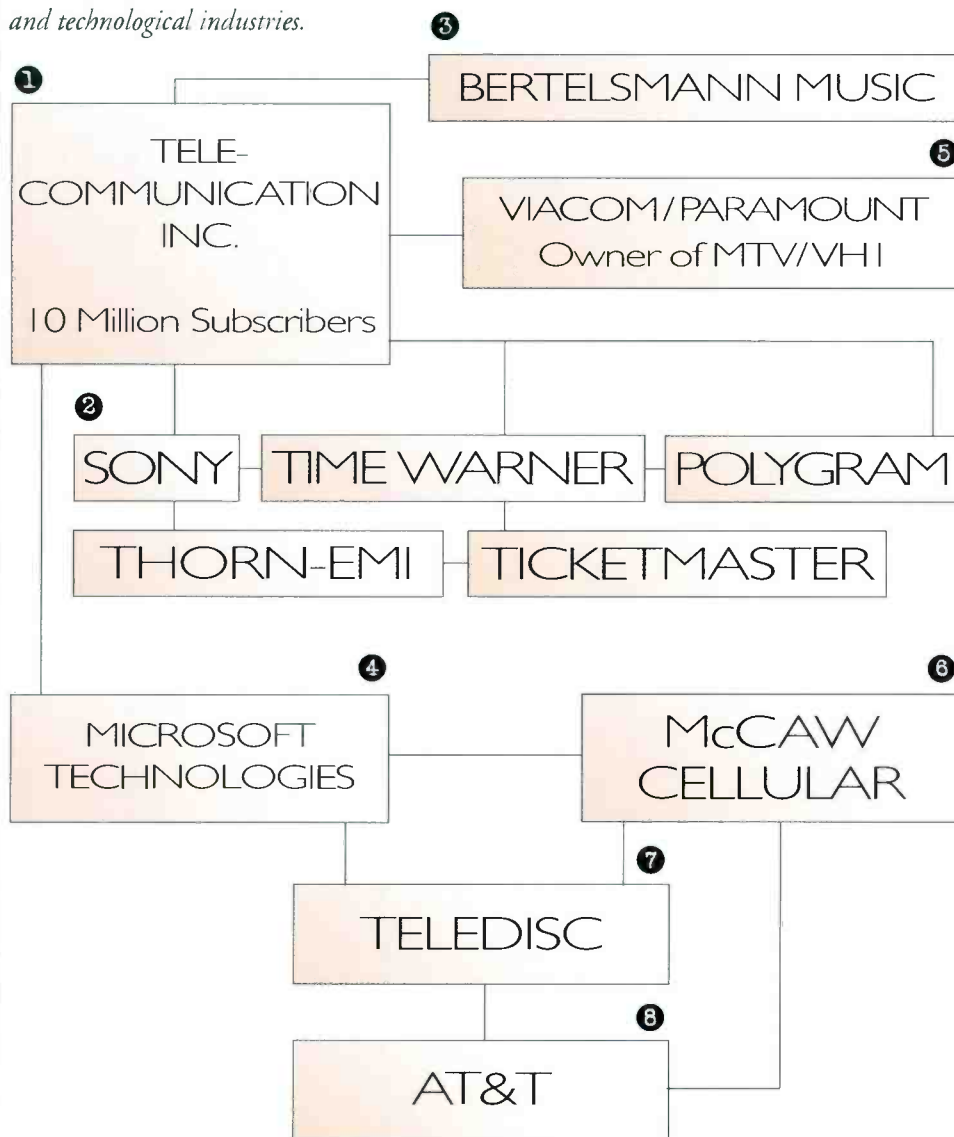 and technological industries.
3
BERTELSMANN MUSIC
1
TELE-
COMMUNICATION
INC.
10 Million Subscribers
5
VIACOM/PARAMOUNT
Owner of MTV/VH1
2
SONY
TIME WARNER
POLYGRAM
THORN-EMI
TICKETMASTER
4
MICROSOFT
TECHNOLOGIES
6
McCAW
CELLULAR
7
TELEDISC
8
AT&T